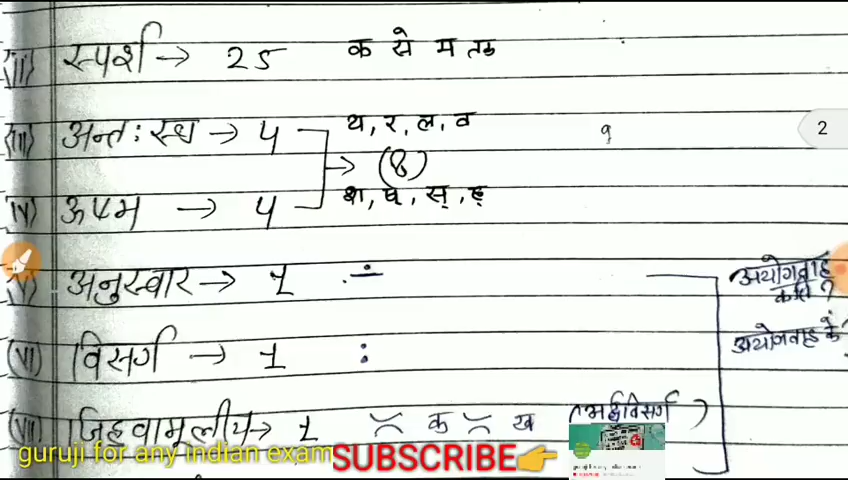 (ii) स्पर्श → 25 क से म तक
(iii) अन्त: स्थ → 4 य, र, ल, व
→ (8)
(iv) ऊष्म → 4 श, ष, स्, ह्
2
(v) अनुस्वार → 1 ∸
अयोगवाह
कति ?
(vi) विसर्ग → 1 :
अयोगवाह के
(vii) जिह्वामूलीय → 1 ⨉ क ⨉ ख (अर्द्धविसर्ग)
guruji for any indian exam
SUBSCRIBE👉